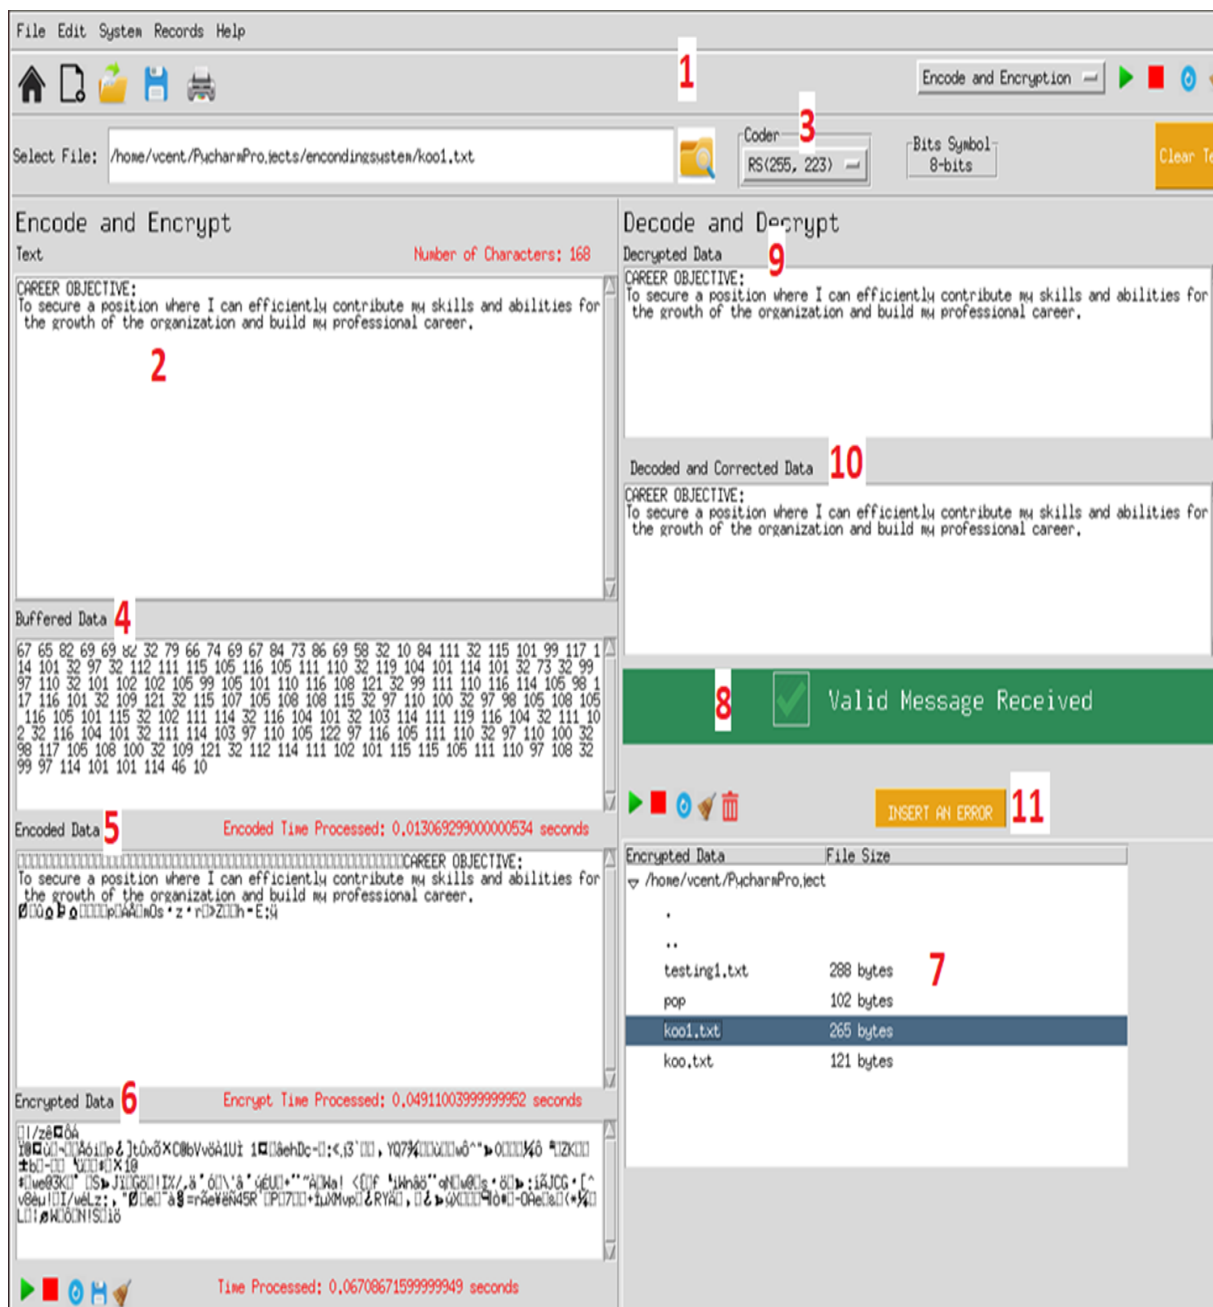 File Edit System Records Help
1
Encode and Encryption
Select File: /home/vcent/PycharmProjects/encondingsystem/koo1.txt
Coder 3
RS(255, 223)
Bits Symbol
8-bits
Clear Te
Encode and Encrypt
Text Number of Characters: 168
CAREER OBJECTIVE:
To secure a position where I can efficiently contribute my skills and abilities for
the growth of the organization and build my professional career.
2
Buffered Data 4
67 65 82 69 69 82 32 79 66 74 69 67 84 73 86 69 58 32 10 84 111 32 115 101 99 117 1
14 101 32 97 32 112 111 115 105 116 105 111 110 32 119 104 101 114 101 32 73 32 99
97 110 32 101 102 102 105 99 105 101 110 116 108 121 32 99 111 110 116 114 105 98 1
17 116 101 32 109 121 32 115 107 105 108 108 115 32 97 110 100 32 97 98 105 108 105
116 105 101 115 32 102 111 114 32 116 104 101 32 103 114 111 119 116 104 32 111 10
2 32 116 104 101 32 111 114 103 97 110 105 122 97 116 105 111 110 32 97 110 100 32
98 117 105 108 100 32 109 121 32 112 114 111 102 101 115 115 105 111 110 97 108 32
99 97 114 101 101 114 46 10
Encoded Data 5 Encoded Time Processed: 0.013069299000000534 seconds
CAREER OBJECTIVE:
To secure a position where I can efficiently contribute my skills and abilities for
the growth of the organization and build my professional career.
Encrypted Data 6 Encrypt Time Processed: 0.04911003999999952 seconds
Time Processed: 0.06708671599999949 seconds
Decode and Decrypt
Decrypted Data 9
CAREER OBJECTIVE:
To secure a position where I can efficiently contribute my skills and abilities for
the growth of the organization and build my professional career.
Decoded and Corrected Data 10
CAREER OBJECTIVE:
To secure a position where I can efficiently contribute my skills and abilities for
the growth of the organization and build my professional career.
8 Valid Message Received
INSERT AN ERROR 11
Encrypted Data File Size
/home/vcent/PycharmProject
.
..
testing1.txt 288 bytes
7
pop 102 bytes
koo1.txt 265 bytes
koo.txt 121 bytes